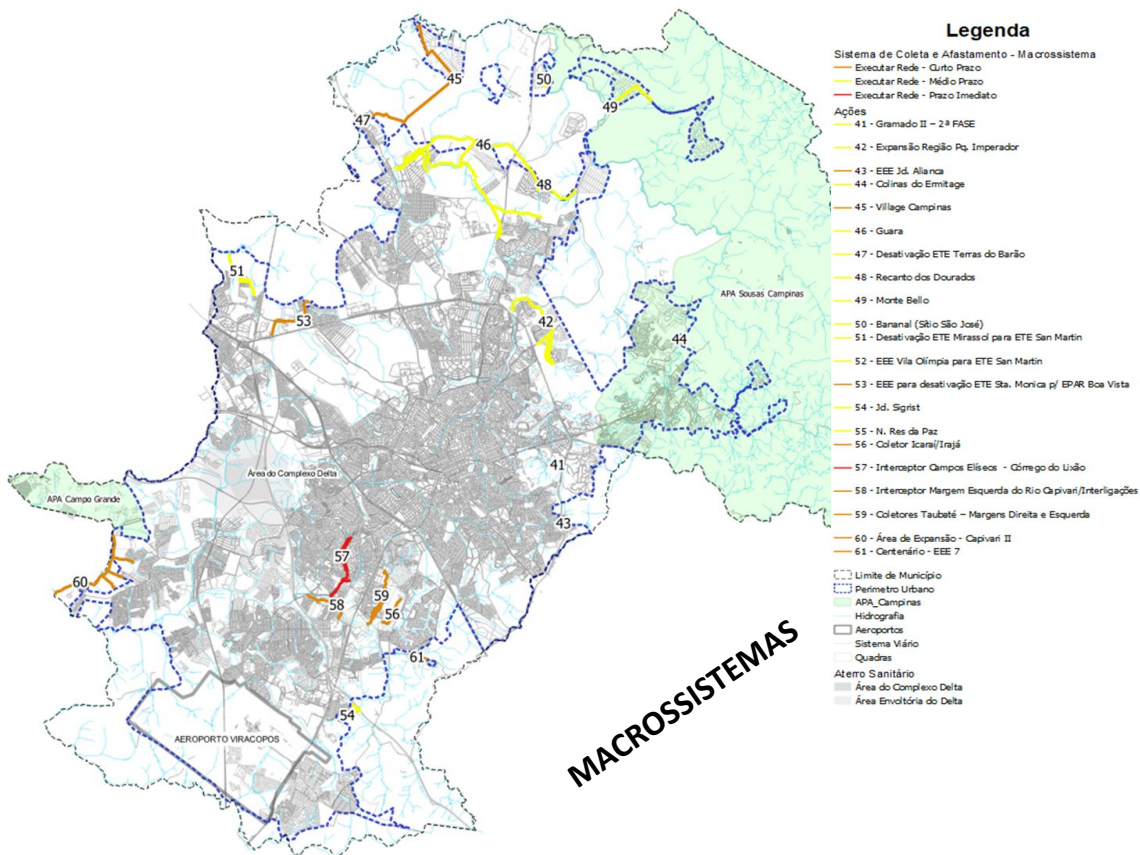 Legenda
Sistema de Coleta e Afastamento - Macrossistema
Executar Rede - Curto Prazo
Executar Rede - Médio Prazo
Executar Rede - Prazo Imediato
Ações
41 - Gramado II – 2ª FASE
42 - Expansão Região Pq. Imperador
43 - EEE Jd. Alianca
44 - Colinas do Ermitage
45 - Village Campinas
46 - Guara
47 - Desativação ETE Terras do Barão
48 - Recanto dos Dourados
49 - Monte Bello
50 - Bananal (Sítio São José)
51 - Desativação ETE Mirassol para ETE San Martin
52 - EEE Vila Olímpia para ETE San Martin
53 - EEE para desativação ETE Sta. Monica p/ EPAR Boa Vista
54 - Jd. Sigrist
55 - N. Res da Paz
56 - Coletor Icaraí/Irajá
57 - Interceptor Campos Elíseos - Córrego do Lixão
58 - Interceptor Margem Esquerda do Rio Capivari/Interligações
59 - Coletores Taubaté – Margens Direita e Esquerda
60 - Área de Expansão - Capivari II
61 - Centenário - EEE 7
Limite de Município
Perimetro Urbano
APA_Campinas
Hidrografia
Aeroportos
Sistema Viário
Quadras
Aterro Sanitário
Área do Complexo Delta
Área Envoltória do Delta
45
50
49
47
46
48
51
53
42
APA Sousas Campinas
44
41
Área do Complexo Delta
APA Campo Grande
43
57
60
58
59
56
61
54
AEROPORTO VIRACOPOS
MACROSSISTEMAS